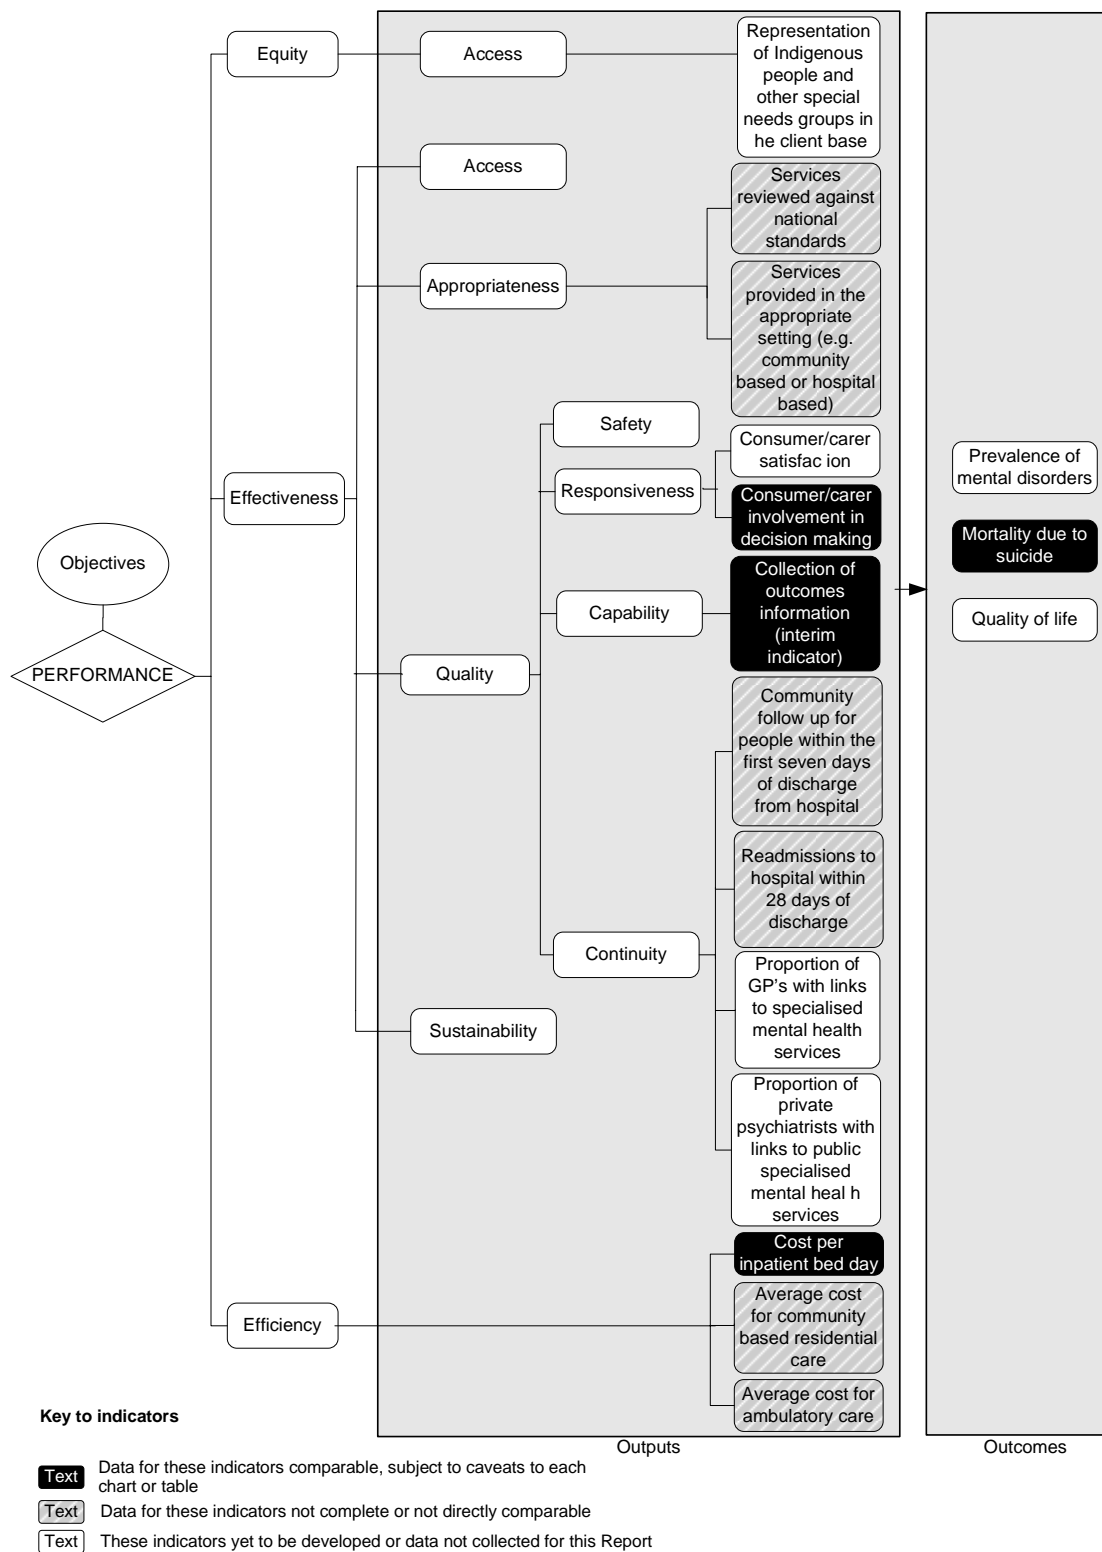 Equity
Access
Representation
of Indigenous
people and
other special
needs groups in
he client base
Access
Services
reviewed against
national
standards
Appropriateness
Services
provided in the
appropriate
setting (e.g.
community
based or hospital
based)
Safety
Consumer/carer
satisfac ion
Effectiveness
Responsiveness
Consumer/carer
involvement in
decision making
Prevalence of
mental disorders
Objectives
Mortality due to
suicide
Capability
Collection of
outcomes
information
(interim
indicator)
Quality of life
PERFORMANCE
Quality
Community
follow up for
people within the
first seven days
of discharge
from hospital
Readmissions to
hospital within
28 days of
discharge
Continuity
Proportion of
GP's with links
to specialised
mental health
services
Sustainability
Proportion of
private
psychiatrists with
links to public
specialised
mental heal h
services
Cost per
inpatient bed day
Efficiency
Average cost
for community
based residential
care
Average cost for
ambulatory care
Outputs
Outcomes
Key to indicators
Text Data for these indicators comparable, subject to caveats to each
chart or table
Text Data for these indicators not complete or not directly comparable
Text These indicators yet to be developed or data not collected for this Report